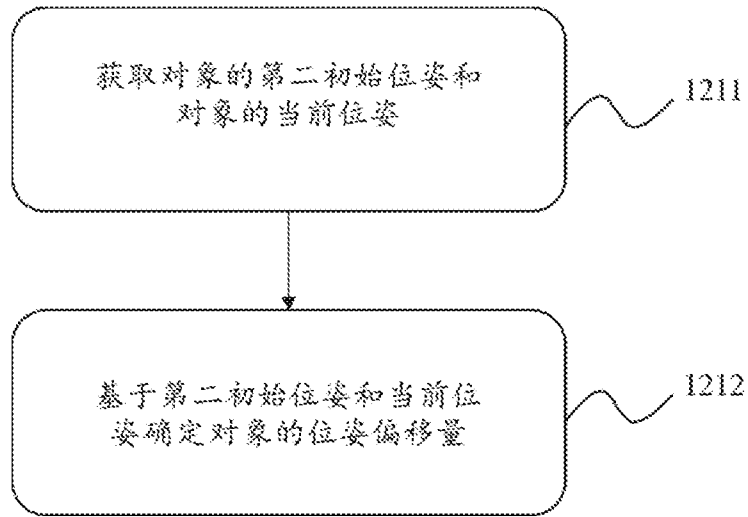 获取对象的第二初始位姿和
对象的当前位姿
1211
基于第二初始位姿和当前位
姿确定对象的位姿偏移量
1212